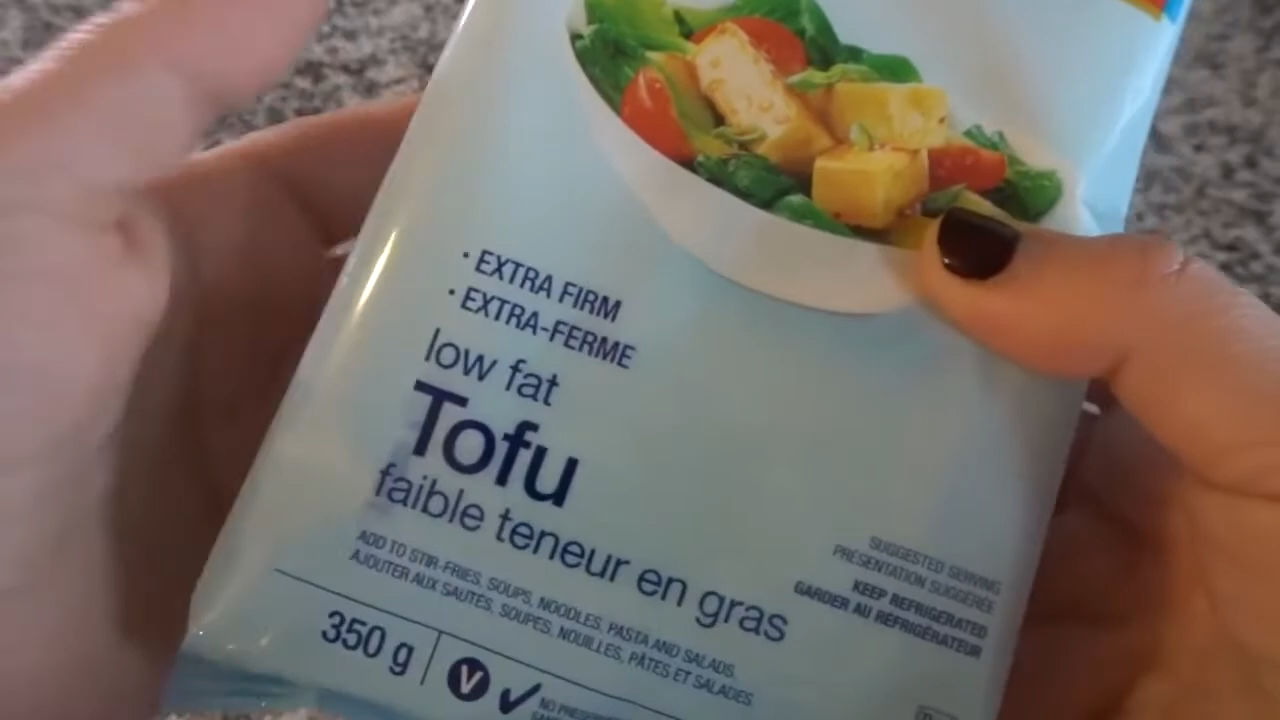 · EXTRA FIRM
· EXTRA-FERME
low fat
Tofu
faible teneur en gras
ADD TO STIR-FRIES, SOUPS, NOODLES, PASTA AND SALADS.
AJOUTER AUX SAUTÉS, SOUPES, NOUILLES, PÂTES ET SALADES.
SUGGESTED SERVING
PRÉSENTATION SUGGÉRÉE
KEEP REFRIGERATED
GARDER AU RÉFRIGÉRATEUR
350 g
V
NO